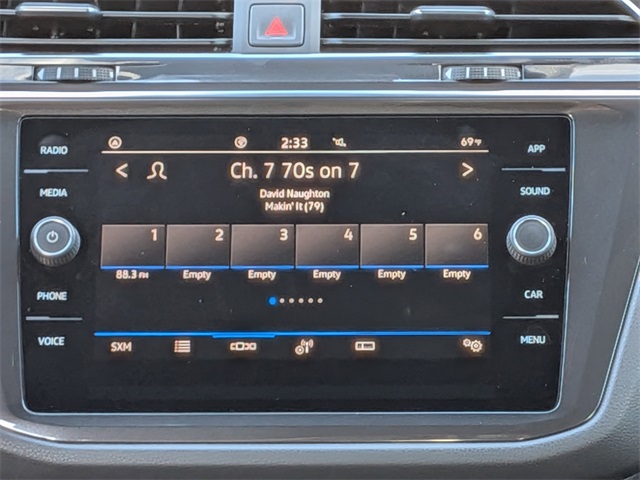 2:33
69°F
RADIO
APP
Ch. 7 70s on 7
MEDIA
SOUND
David Naughton
Makin' It (79)
1 2 3 4 5 6
88.3 FM Empty Empty Empty Empty Empty
PHONE
CAR
VOICE
SXM
MENU